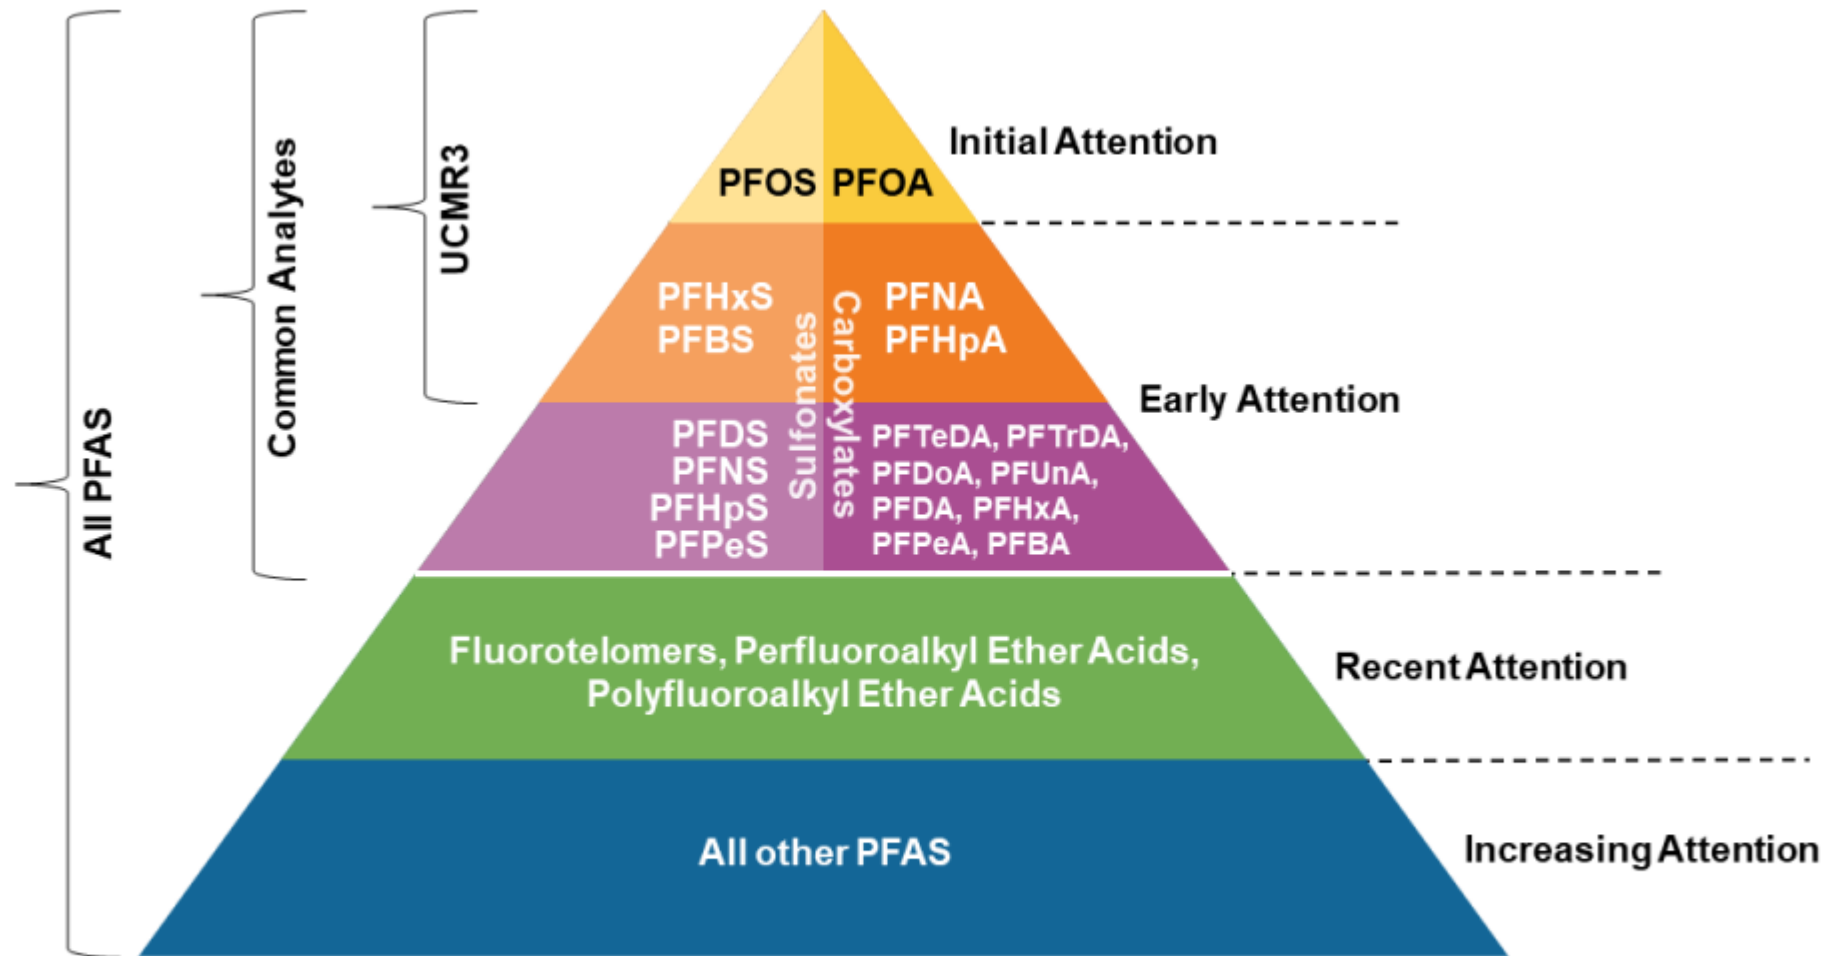 All PFAS
Common Analytes
UCMR3
Initial Attention
PFOS PFOA
PFHxS
PFBS
Sulfonates
Carboxylates
PFNA
PFHpA
Early Attention
PFDS
PFNS
PFHpS
PFPeS
PFTeDA, PFTrDA,
PFDoA, PFUnA,
PFDA, PFHxA,
PFPeA, PFBA
Fluorotelomers, Perfluoroalkyl Ether Acids,
Polyfluoroalkyl Ether Acids
Recent Attention
All other PFAS
Increasing Attention